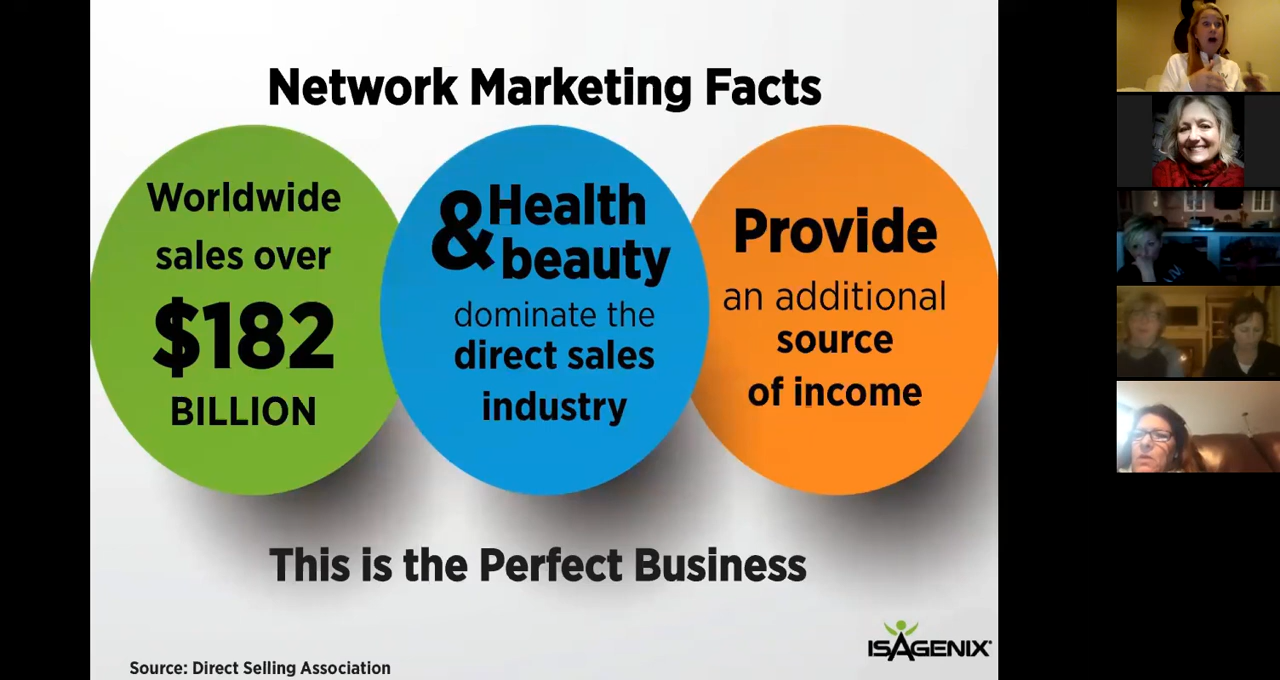 Network Marketing Facts
Worldwide
sales over
$182
BILLION
& Health
beauty
dominate the
direct sales
industry
Provide
an additional
source
of income
This is the Perfect Business
ISAGENIX®
Source: Direct Selling Association